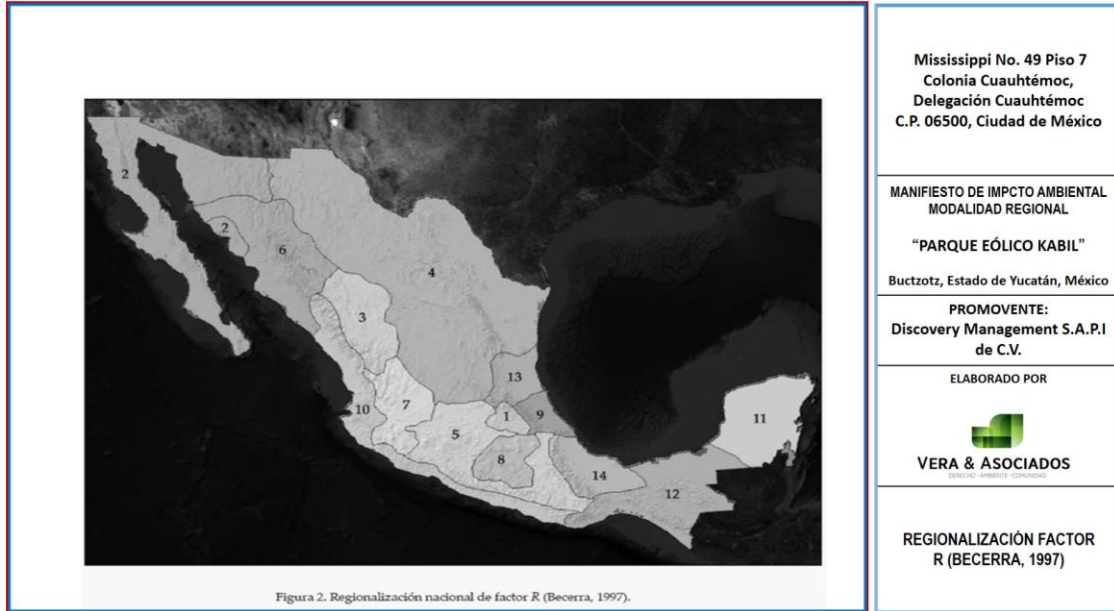 2
2
6
4
3
13
10
7
1
9
5
8
14
11
12
Figura 2. Regionalización nacional de factor R (Becerra, 1997).
Mississippi No. 49 Piso 7
Colonia Cuauhtémoc,
Delegación Cuauhtémoc
C.P. 06500, Ciudad de México
MANIFIESTO DE IMPCTO AMBIENTAL
MODALIDAD REGIONAL
“PARQUE EÓLICO KABIL”
Buctzotz, Estado de Yucatán, México
PROMOVENTE:
Discovery Management S.A.P.I
de C.V.
ELABORADO POR
VERA & ASOCIADOS
DERECHO • AMBIENTE • COMUNIDAD
REGIONALIZACIÓN FACTOR
R (BECERRA, 1997)